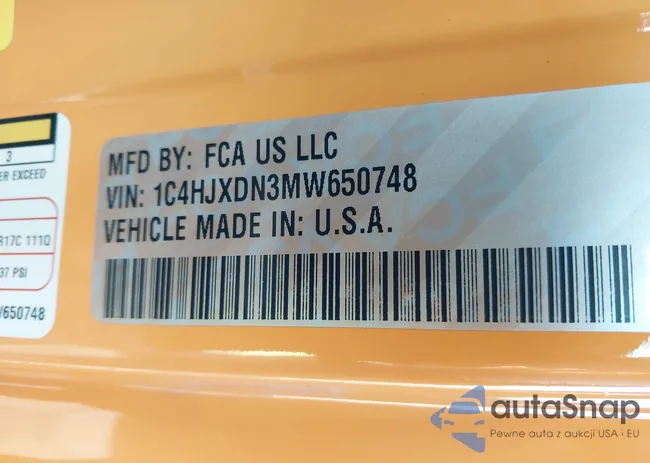 3
ER EXCEED
R17C 111Q
37 PSI
650748
MFD BY: FCA US LLC
VIN: 1C4HJXDN3MW650748
VEHICLE MADE IN: U.S.A.
autaSnap
Pewne auta z aukcji USA i EU